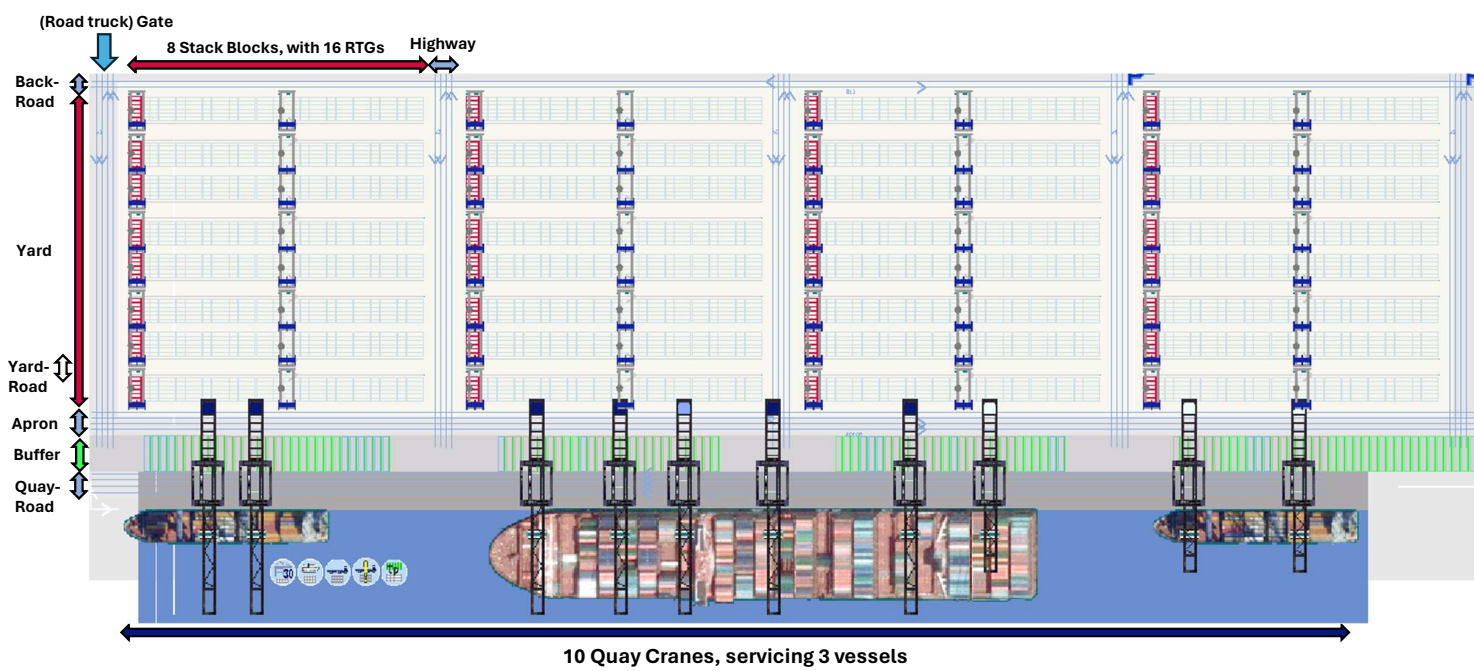 (Road truck) Gate
8 Stack Blocks, with 16 RTGs
Highway
Back-
Road
Yard
Yard-
Road
Apron
Buffer
Quay-
Road
30
10 Quay Cranes, servicing 3 vessels